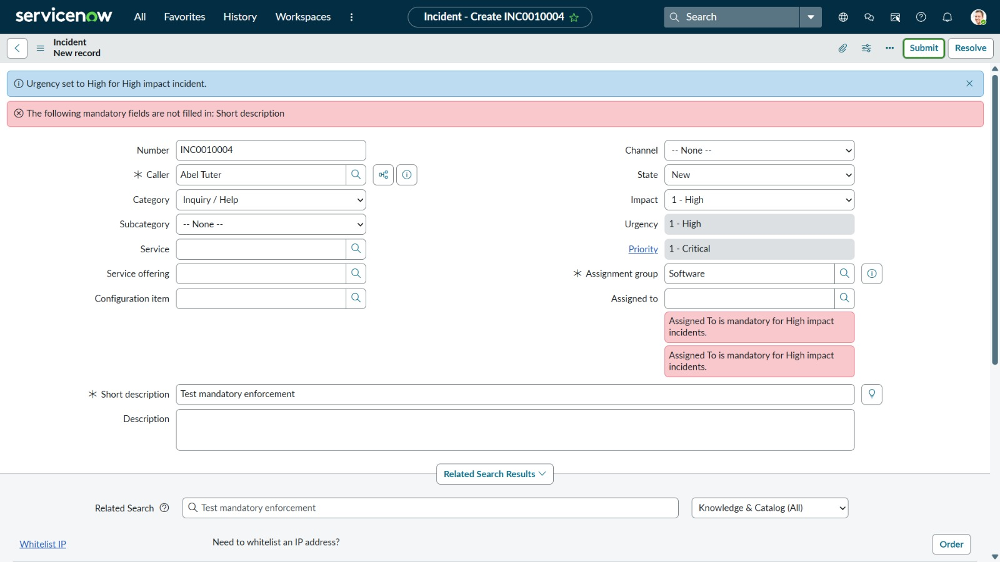 servicenow
All
Favorites
History
Workspaces
Incident - Create INC0010004
Search
Incident
New record
Submit
Resolve
Urgency set to High for High impact incident.
The following mandatory fields are not filled in: Short description
Number
INC0010004
Channel
-- None --
Caller
Abel Tuter
State
New
Category
Inquiry / Help
Impact
1 - High
Subcategory
-- None --
Urgency
1 - High
Service
Priority
1 - Critical
Service offering
Assignment group
Software
Configuration item
Assigned to
Assigned To is mandatory for High impact
incidents.
Assigned To is mandatory for High impact
incidents.
Short description
Test mandatory enforcement
Description
Related Search Results
Related Search
Test mandatory enforcement
Knowledge & Catalog (All)
Whitelist IP
Need to whitelist an IP address?
Order